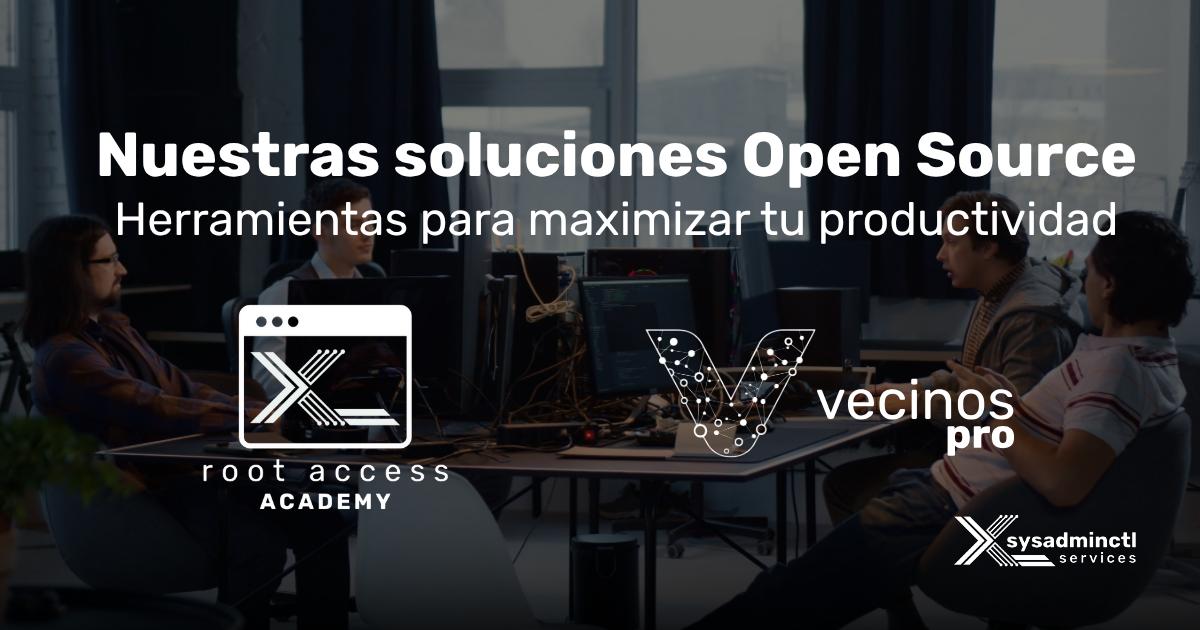 Nuestras soluciones Open Source
Herramientas para maximizar tu productividad
root access
ACADEMY
vecinos
pro
sysadminctl
services